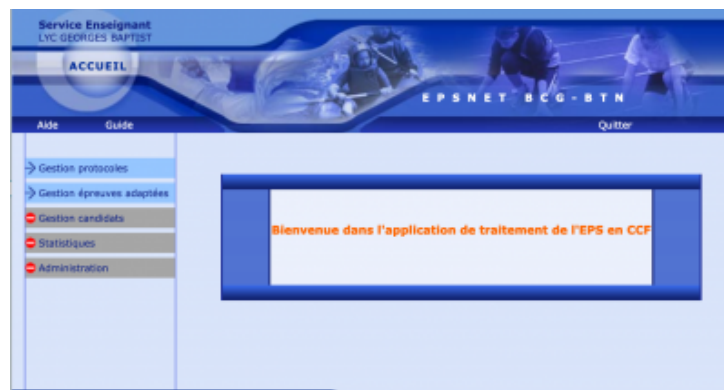 Service Enseignant
LYC GEORGES BAPTIST
ACCUEIL
EPSNET BCG-BTN
Aide Guide Quitter
Gestion protocoles
Gestion épreuves adaptées
Gestion candidats
Statistiques
Administration
Bienvenue dans l'application de traitement de l'EPS en CCF